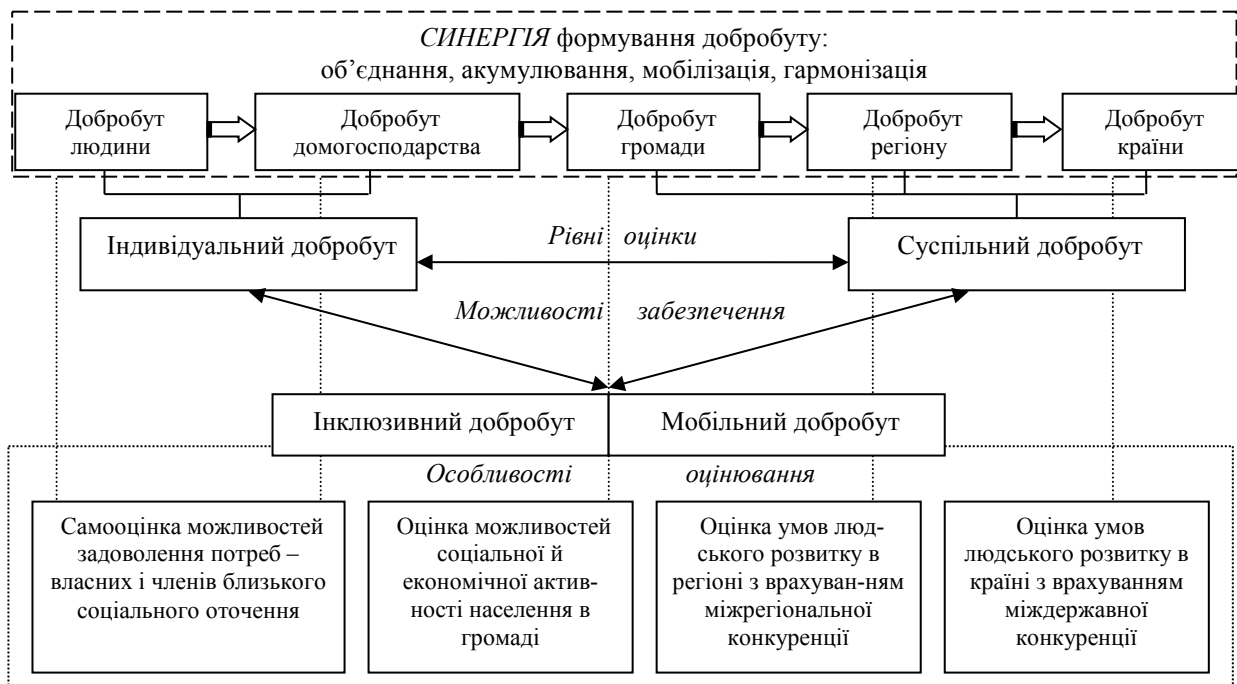 СИНЕРГІЯ формування добробуту:
об’єднання, акумулювання, мобілізація, гармонізація
Добробут
людини
Добробут
домогосподарства
Добробут
громади
Добробут
регіону
Добробут
країни
Індивідуальний добробут
Рівні оцінки
Суспільний добробут
Можливості забезпечення
Інклюзивний добробут
Мобільний добробут
Особливості оцінювання
Самооцінка можливостей
задоволення потреб –
власних і членів близького
соціального оточення
Оцінка можливостей
соціальної й
економічної актив-
ності населення в
громаді
Оцінка умов люд-
ського розвитку в
регіоні з врахуван-ням
міжрегіональної
конкуренції
Оцінка умов
людського розвитку в
країні з врахуванням
міждержавної
конкуренції